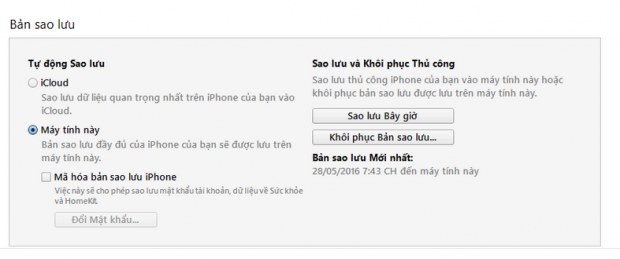 Bản sao lưu
Tự động Sao lưu
iCloud
Sao lưu dữ liệu quan trọng nhất trên iPhone của bạn vào
iCloud.
Máy tính này
Bản sao lưu đầy đủ của iPhone của bạn sẽ được lưu trên
máy tính này.
Mã hóa bản sao lưu iPhone
Việc này sẽ cho phép sao lưu mật khẩu tài khoản, dữ liệu về Sức khỏe
và HomeKit.
Đổi Mật khẩu...
Sao lưu và Khôi phục Thủ công
Sao lưu thủ công iPhone của bạn vào máy tính này hoặc
khôi phục bản sao lưu được lưu trên máy tính này.
Sao lưu Bây giờ
Khôi phục Bản sao lưu...
Bản sao lưu Mới nhất:
28/05/2016 7:43 CH đến máy tính này